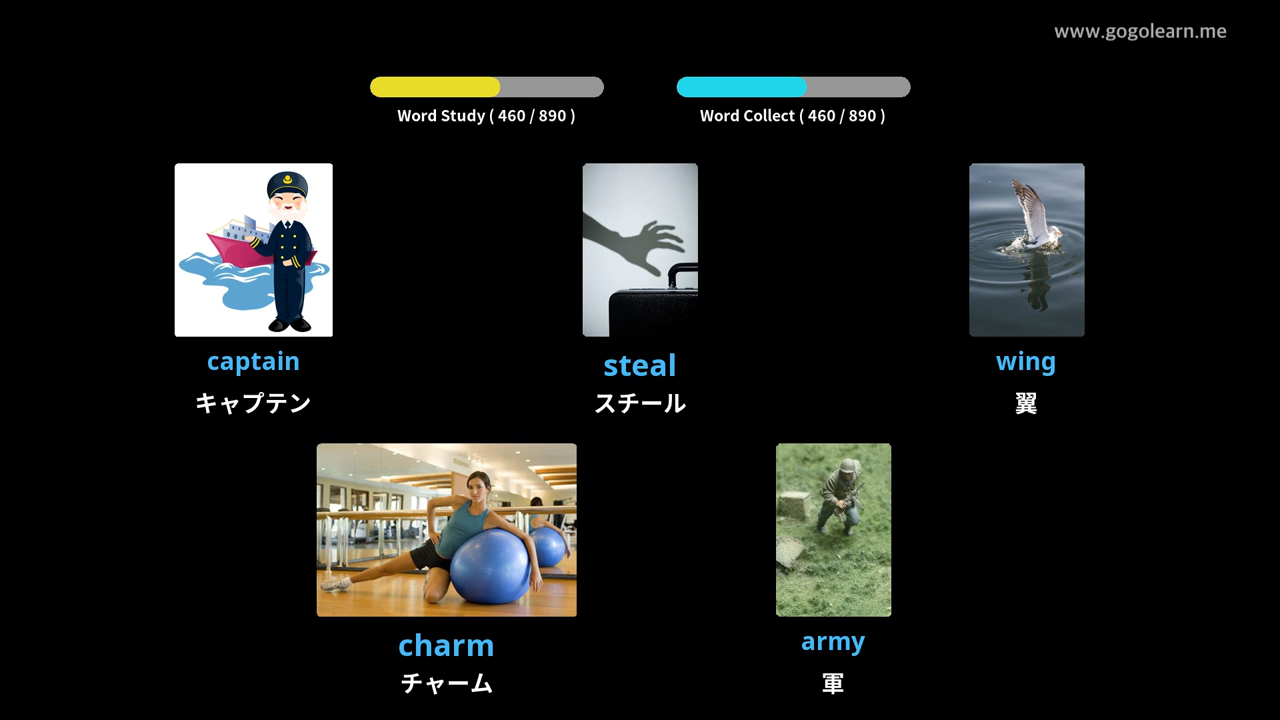 www.gogolearn.me
Word Study ( 460 / 890 )
Word Collect ( 460 / 890 )
captain
キャプテン
steal
スチール
wing
翼
charm
チャーム
army
軍